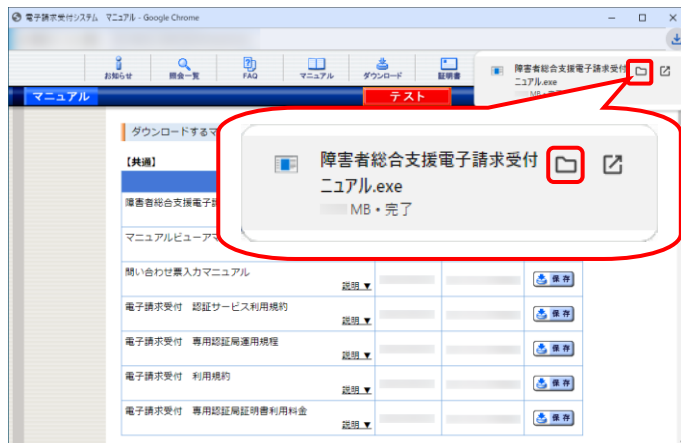 電子請求受付システム マニュアル - Google Chrome
お知らせ 照会一覧 FAQ マニュアル ダウンロード 証明書
障害者総合支援電子請求受付
ニュアル.exe
MB・完了
マニュアル
テスト
ダウンロードするマ
【共通】
障害者総合支援電子請求受付
ニュアル.exe
MB・完了
障害者総合支援電子請
マニュアルビューアマ
問い合わせ票入力マニュアル
説明 ▼ 保存
電子請求受付 認証サービス利用規約
説明 ▼ 保存
電子請求受付 専用認証局運用規程
説明 ▼ 保存
電子請求受付 利用規約
説明 ▼ 保存
電子請求受付 専用認証局証明書利用料金
説明 ▼ 保存